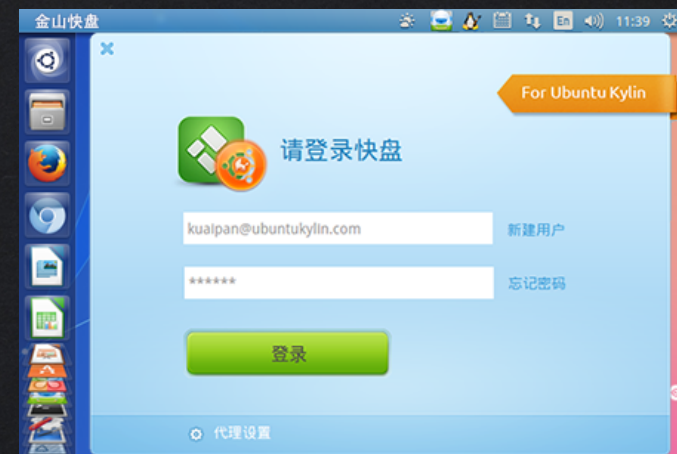 金山快盘
En
11:39
For Ubuntu Kylin
请登录快盘
kuaipan@ubuntukylin.com
新建用户
******
忘记密码
登录
代理设置